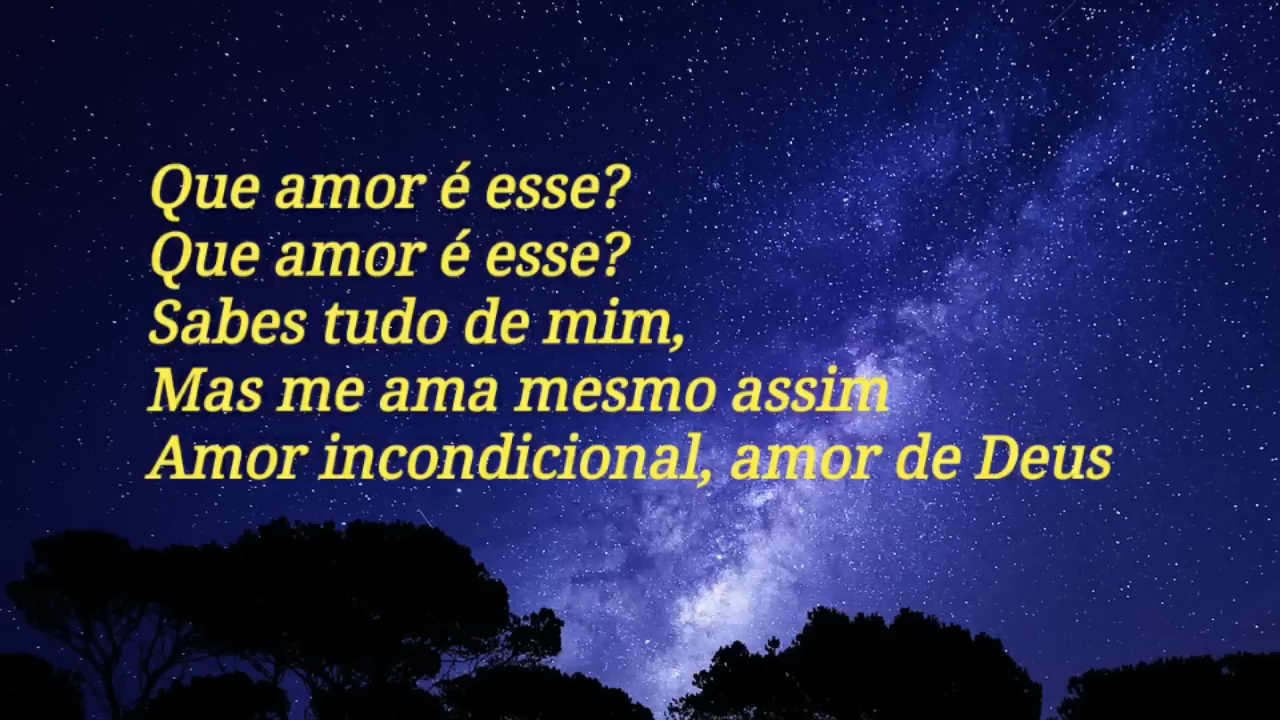 Que amor é esse?
Que amor é esse?
Sabes tudo de mim,
Mas me ama mesmo assim
Amor incondicional, amor de Deus